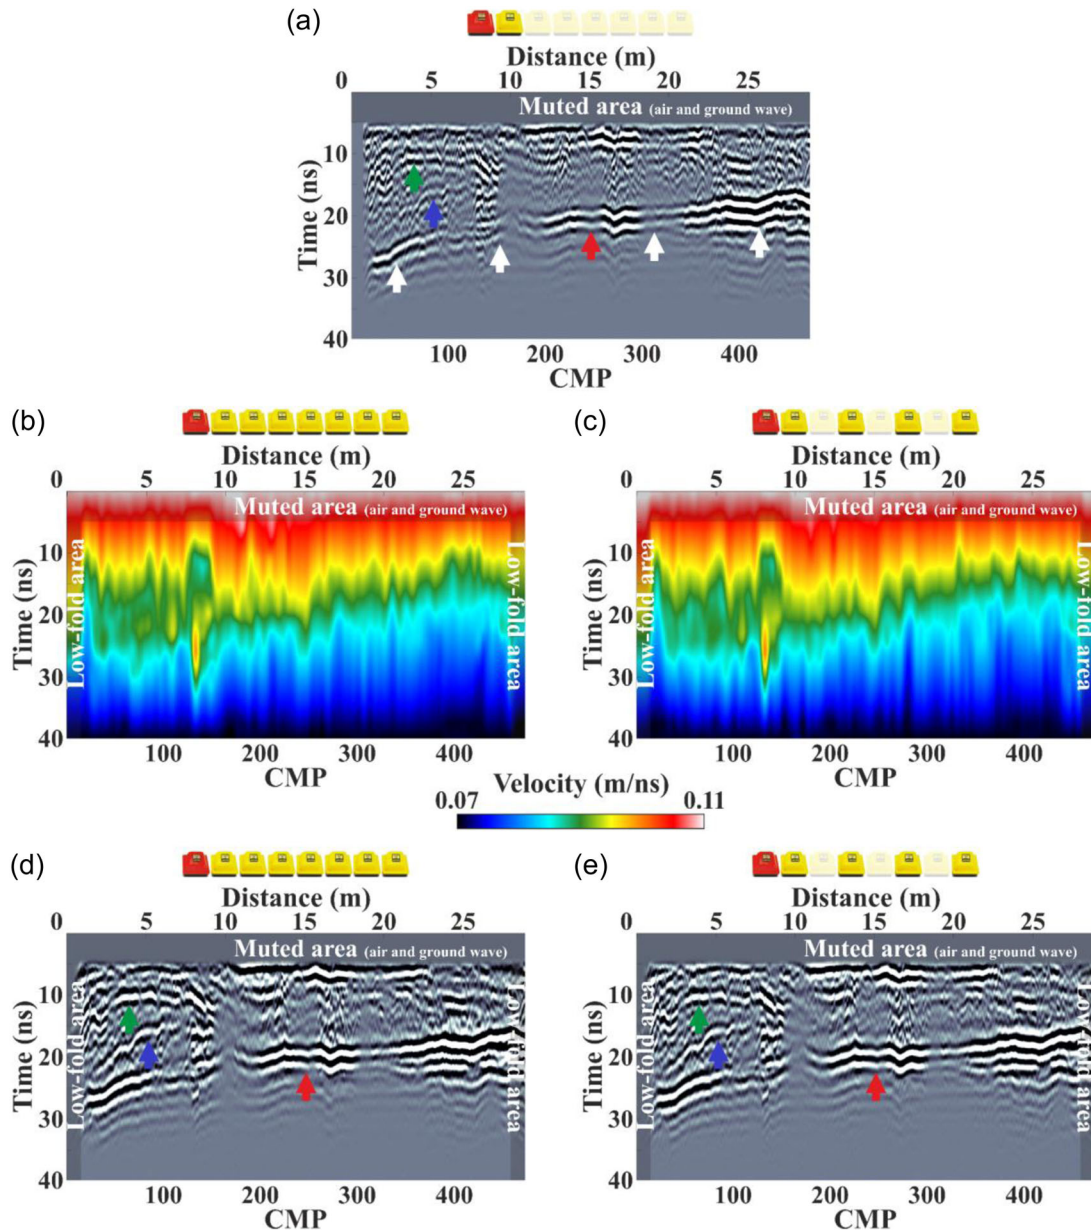 (a)
Distance (m)
0 5 10 15 20 25
Muted area (air and ground wave)
Time (ns)
10
20
30
40
100 200 300 400
CMP
(b)
Distance (m)
0 5 10 15 20 25
Muted area (air and ground wave)
Low-fold area
Low-fold area
Time (ns)
10
20
30
40
100 200 300 400
CMP
(c)
Distance (m)
0 5 10 15 20 25
Muted area (air and ground wave)
Low-fold area
Low-fold area
Time (ns)
10
20
30
40
100 200 300 400
CMP
Velocity (m/ns)
0.07 0.11
(d)
Distance (m)
0 5 10 15 20 25
Muted area (air and ground wave)
Low-fold area
Low-fold area
Time (ns)
10
20
30
40
100 200 300 400
CMP
(e)
Distance (m)
0 5 10 15 20 25
Muted area (air and ground wave)
Low-fold area
Low-fold area
Time (ns)
10
20
30
40
100 200 300 400
CMP